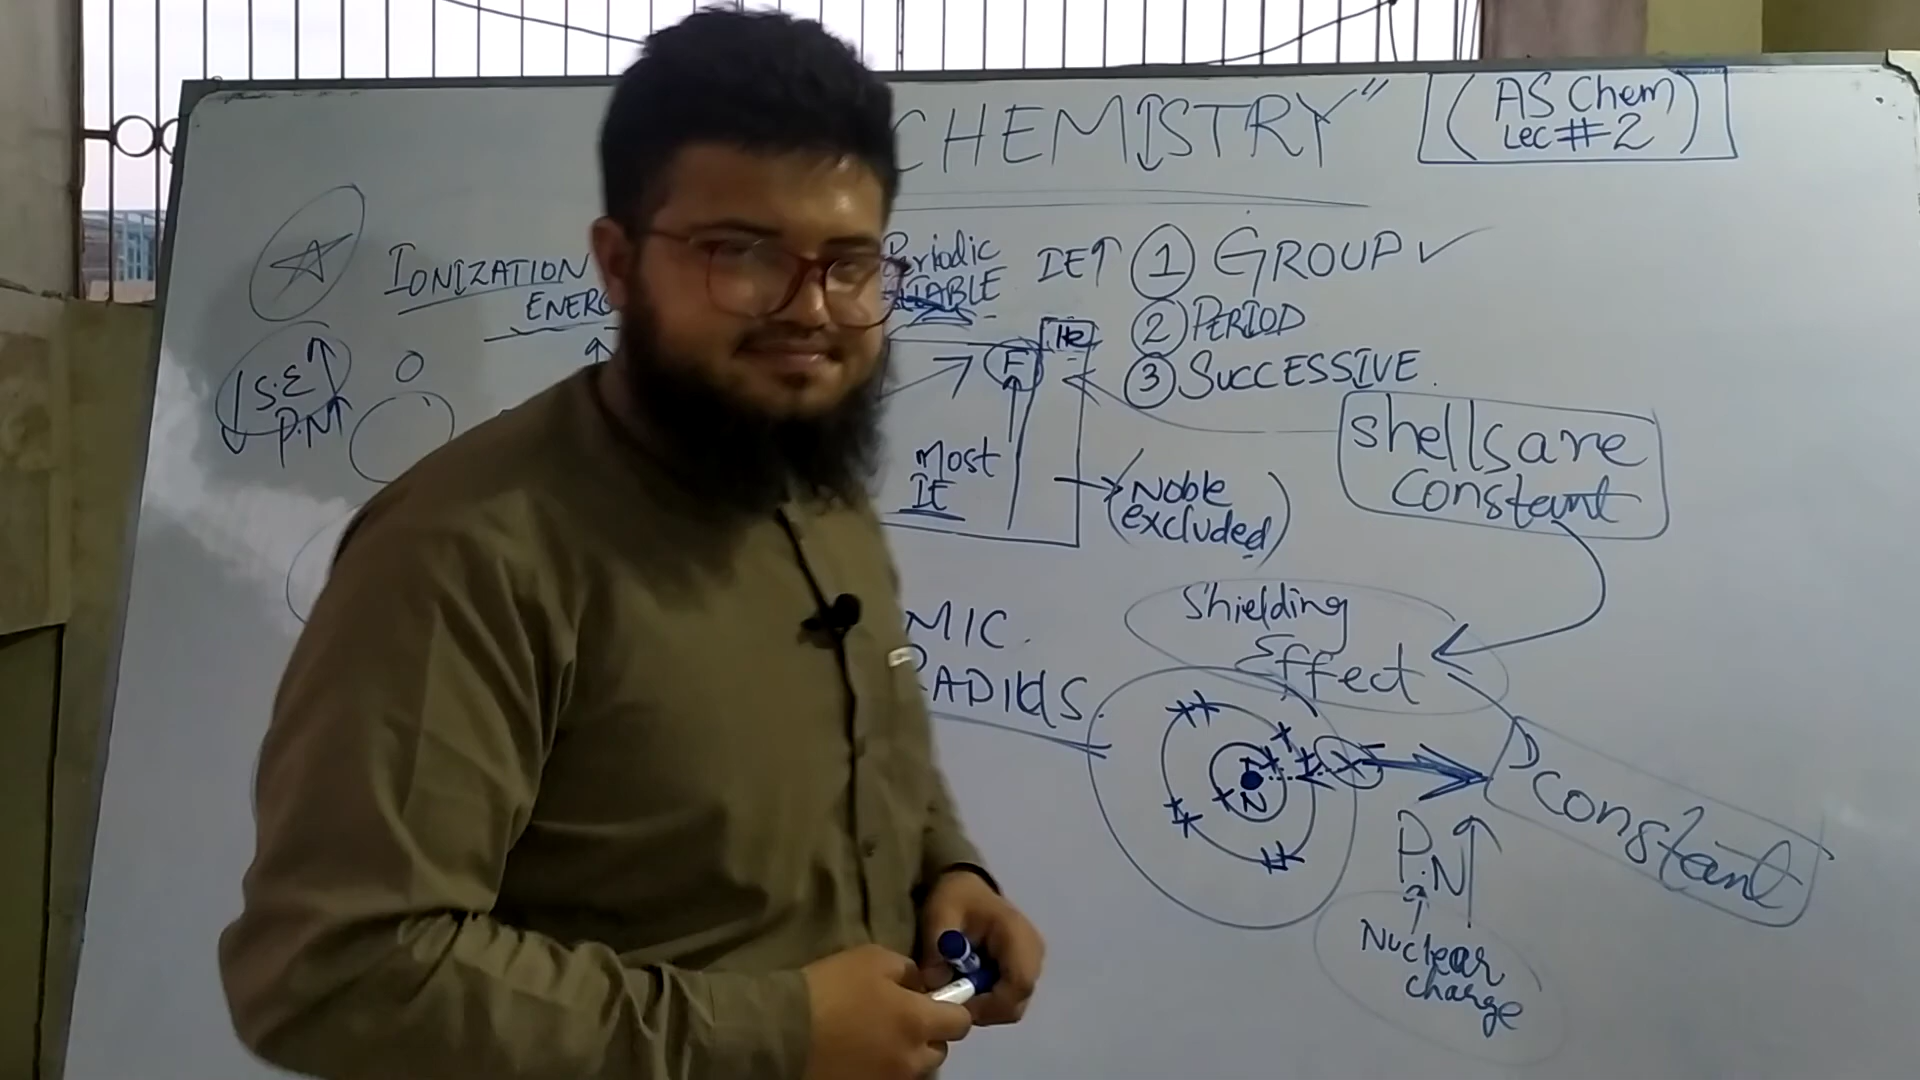 CHEMISTRY"
(AS Chem)
Lec #2
IONIZATION
ENERG
Periodic
TABLE
IE↑
① GROUP ✓
② PERIOD
③ SUCCESSIVE.
↓ S.E ↑
P.N ↑
F
He
Most
IE
(Noble
excluded)
Shells are
Constant
MIC.
RADIUS.
Shielding
Effect
N
Constant
P.N ↑
Nuclear
charge